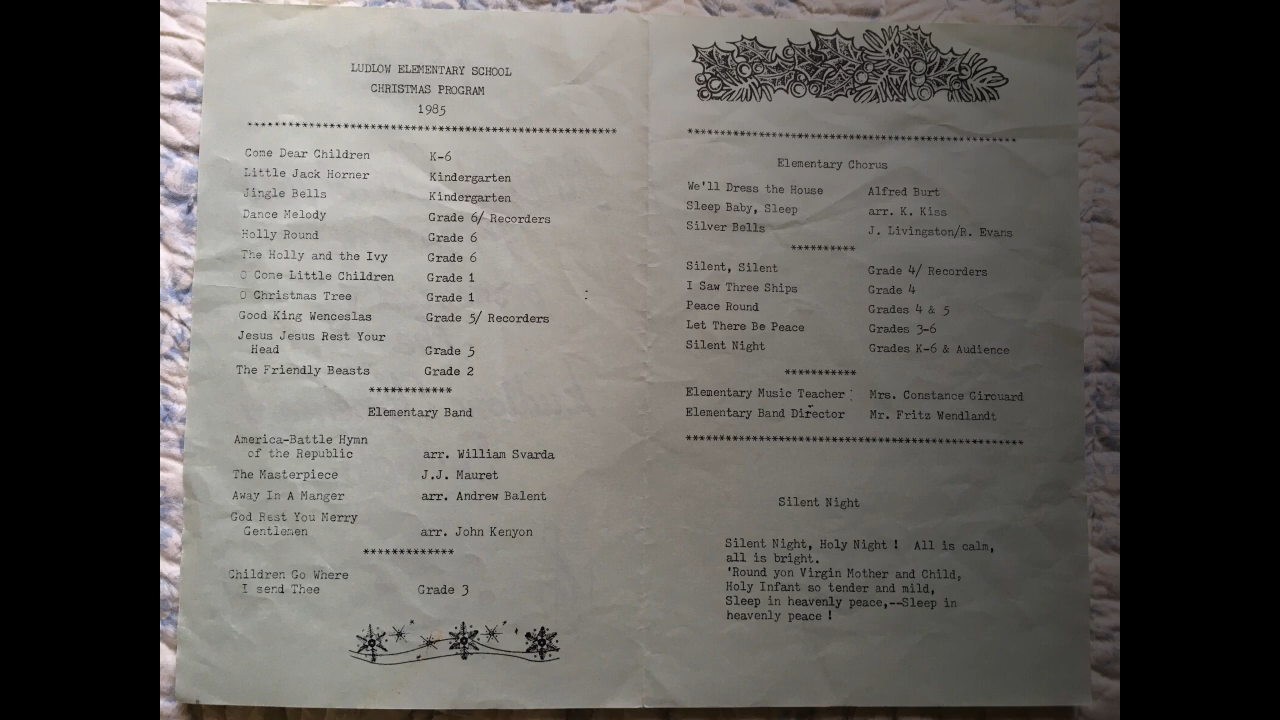 LUDLOW ELEMENTARY SCHOOL
CHRISTMAS PROGRAM
1985
*******************************************************
Come Dear Children K-6
Little Jack Horner Kindergarten
Jingle Bells Kindergarten
Dance Melody Grade 6/ Recorders
Holly Round Grade 6
The Holly and the Ivy Grade 6
O Come Little Children Grade 1
O Christmas Tree Grade 1
Good King Wenceslas Grade 5/ Recorders
Jesus Jesus Rest Your
Head Grade 5
The Friendly Beasts Grade 2
************
Elementary Band
America-Battle Hymn
of the Republic arr. William Svarda
The Masterpiece J.J. Mauret
Away In A Manger arr. Andrew Balent
God Rest You Merry
Gentlemen arr. John Kenyon
*************
Children Go Where
I send Thee Grade 3
*************************************************
Elementary Chorus
We'll Dress the House Alfred Burt
Sleep Baby, Sleep arr. K. Kiss
Silver Bells J. Livington/R. Evans
**********
Silent, Silent Grade 4/ Recorders
I Saw Three Ships Grade 4
Peace Round Grades 4 & 5
Let There Be Peace Grades 3-6
Silent Night Grades K-6 & Audience
***********
Elementary Music Teacher : Mrs. Constance Girouard
Elementary Band Director Mr. Fritz Wendlandt
**************************************************
Silent Night
Silent Night, Holy Night ! All is calm,
all is bright.
'Round yon Virgin Mother and Child,
Holy Infant so tender and mild,
Sleep in heavenly peace,--Sleep in
heavenly peace !